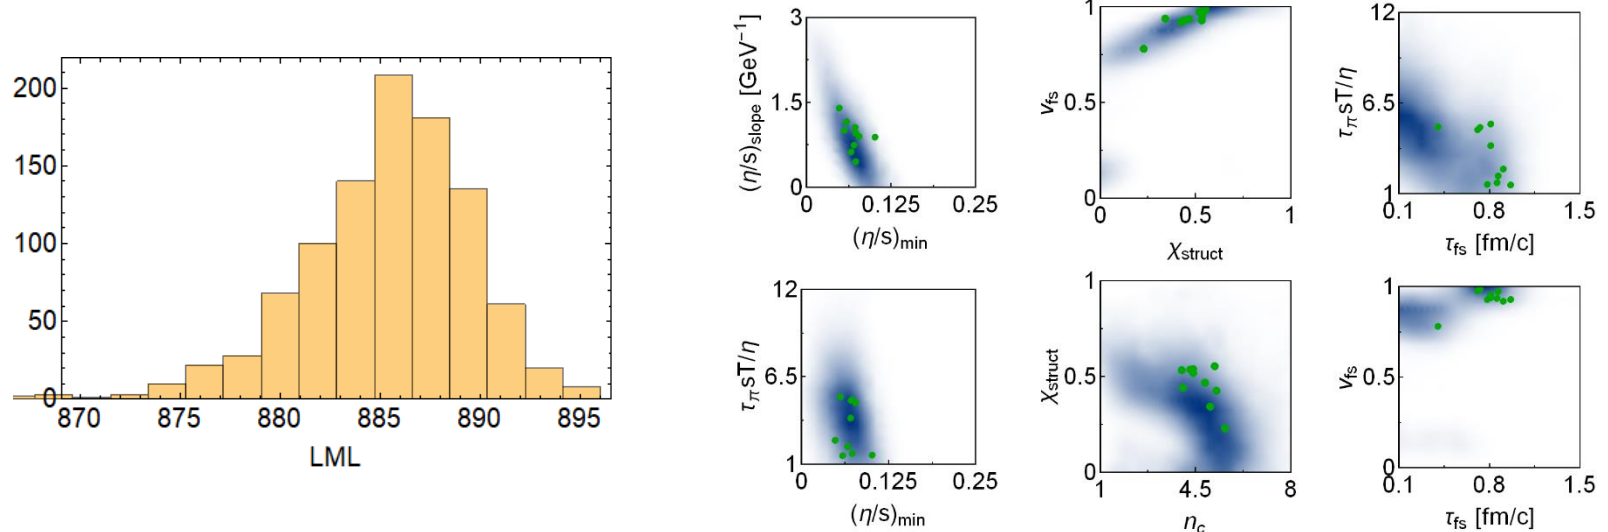 200
150
100
50
0
870 875 880 885 890 895
LML
3
1.5
0
(η/s)slope [GeV−1]
0 0.125 0.25
(η/s)min
1
0.5
0
vfs
0 0.5 1
χstruct
12
6.5
1
τπsT/η
0.1 0.8 1.5
τfs [fm/c]
12
6.5
1
τπsT/η
0 0.125 0.25
(η/s)min
1
0.5
0
χstruct
1 4.5 8
nc
1
0.5
0
vfs
0.1 0.8 1.5
τfs [fm/c]